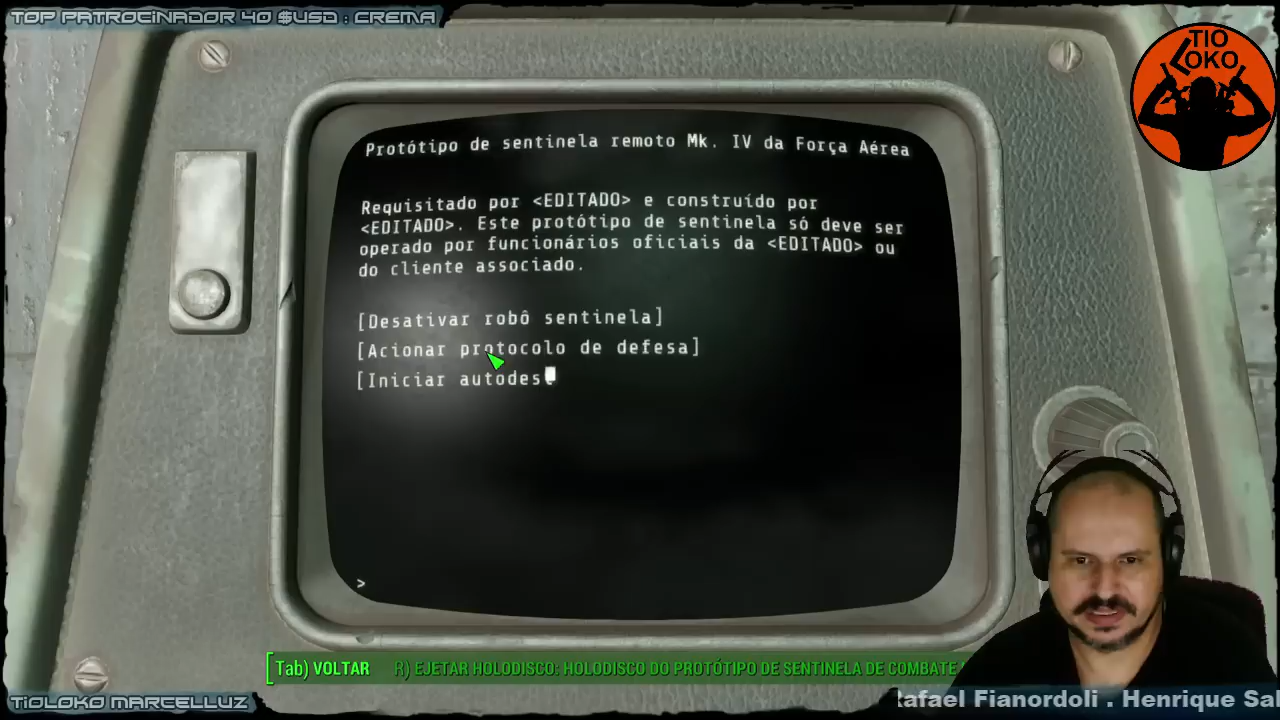 TOP PATROCINADOR 40 $USD : CREMA
TIO
LOKO
Protótipo de sentinela remoto Mk. IV da Força Aérea
Requisitado por <EDITADO> e construído por
<EDITADO>. Este protótipo de sentinela só deve ser
operado por funcionários oficiais da <EDITADO> ou
do cliente associado.
[Desativar robô sentinela]
[Acionar protocolo de defesa]
[Iniciar autodest
>
Tab) VOLTAR R) EJETAR HOLODISCO: HOLODISCO DO PROTÓTIPO DE SENTINELA DE COMBATE
TIOLOKO MARCELLUZ
Rafael Fianordoli . Henrique Sal